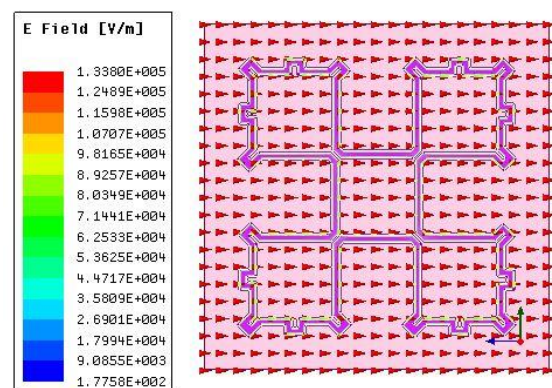 E Field [V/m]
1.3380E+005
1.2489E+005
1.1598E+005
1.0707E+005
9.8165E+004
8.9257E+004
8.0349E+004
7.1441E+004
6.2533E+004
5.3625E+004
4.4717E+004
3.5809E+004
2.6901E+004
1.7994E+004
9.0855E+003
1.7758E+002